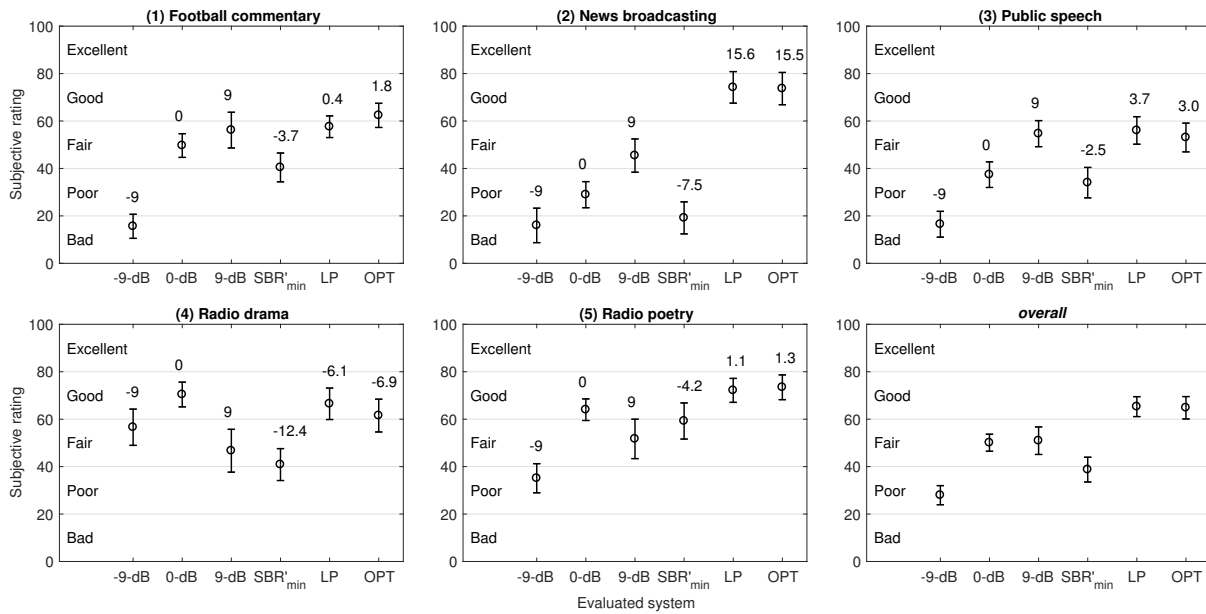 (1) Football commentary
(2) News broadcasting
(3) Public speech
Subjective rating
100
80
60
40
20
0
Excellent
Good
Fair
Poor
Bad
-9
0
9
-3.7
0.4
1.8
-9-dB 0-dB 9-dB SBR'min LP OPT
100
80
60
40
20
0
Excellent
Good
Fair
Poor
Bad
-9
0
9
-7.5
15.6
15.5
-9-dB 0-dB 9-dB SBR'min LP OPT
100
80
60
40
20
0
Excellent
Good
Fair
Poor
Bad
-9
0
9
-2.5
3.7
3.0
-9-dB 0-dB 9-dB SBR'min LP OPT
(4) Radio drama
(5) Radio poetry
overall
Subjective rating
100
80
60
40
20
0
Excellent
Good
Fair
Poor
Bad
-9
0
9
-12.4
-6.1
-6.9
-9-dB 0-dB 9-dB SBR'min LP OPT
100
80
60
40
20
0
Excellent
Good
Fair
Poor
Bad
-9
0
9
-4.2
1.1
1.3
-9-dB 0-dB 9-dB SBR'min LP OPT
100
80
60
40
20
0
Excellent
Good
Fair
Poor
Bad
-9-dB 0-dB 9-dB SBR'min LP OPT
Evaluated system